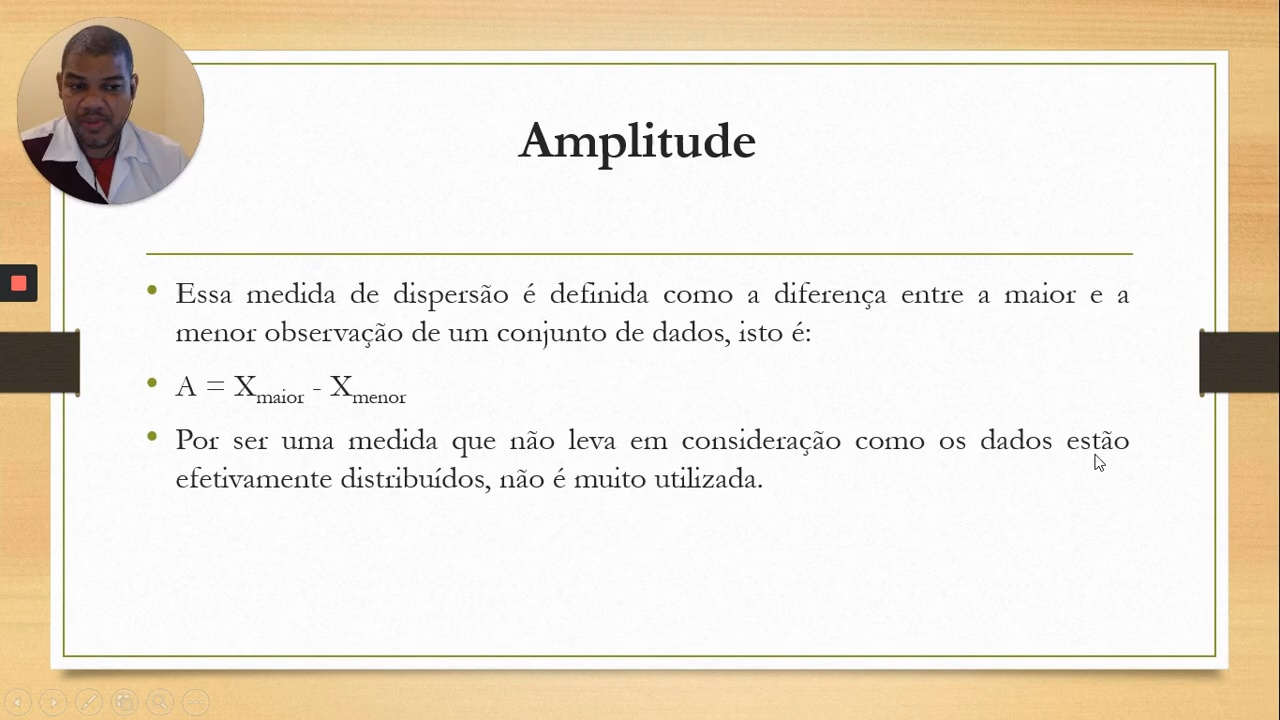 Amplitude
• Essa medida de dispersão é definida como a diferença entre a maior e a
menor observação de um conjunto de dados, isto é:
• A = Xmaior - Xmenor
• Por ser uma medida que não leva em consideração como os dados estão
efetivamente distribuídos, não é muito utilizada.